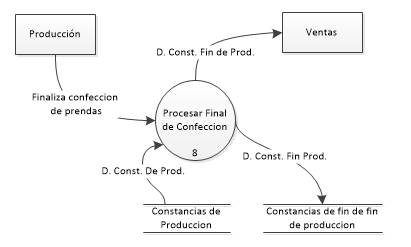 Producción
Ventas
D. Const. Fin de Prod.
Finaliza confeccion
de prendas
Procesar Final
de Confeccion
8
D. Const. Fin Prod.
D. Const. De Prod.
Constancias de
Produccion
Constancias de fin de fin
de produccion